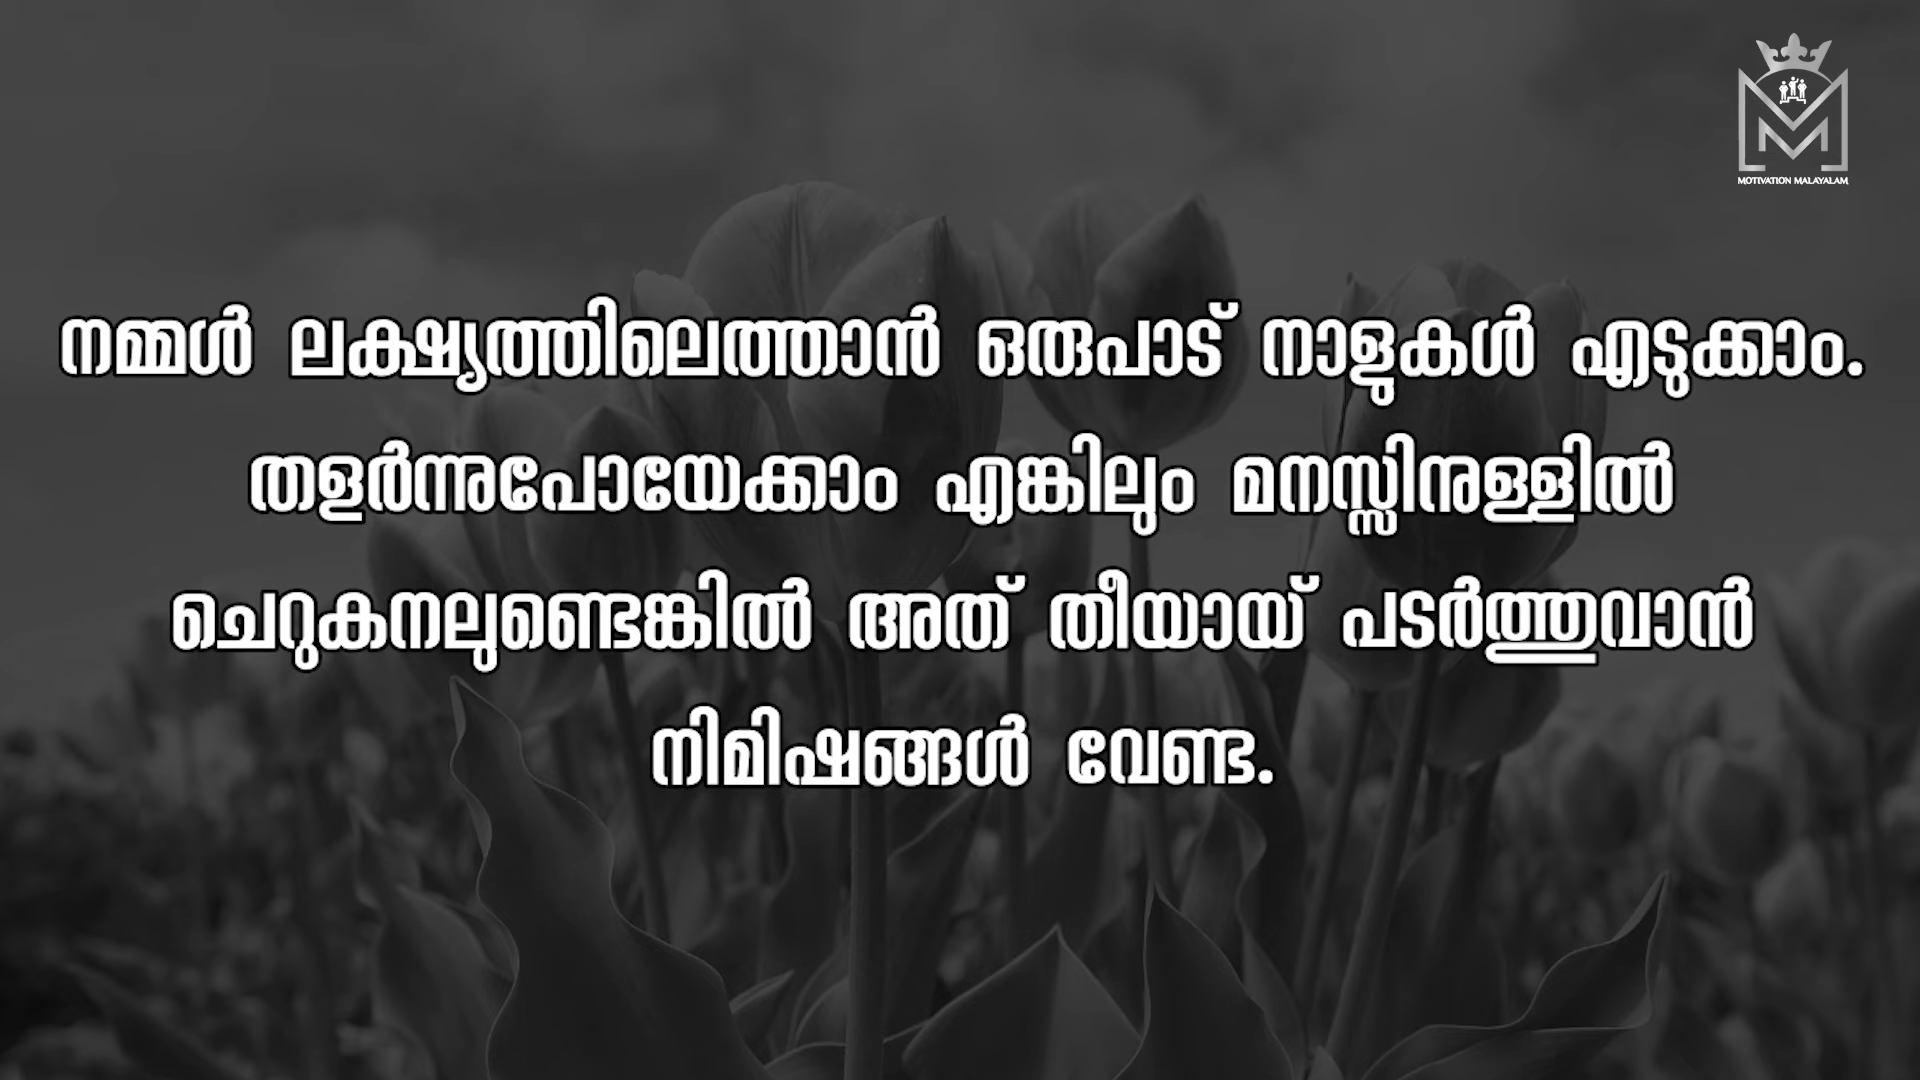 MOTIVATION MALAYALAM
നമ്മൾ ലക്ഷ്യത്തിലെത്താൻ ഒരുപാട് നാളുകൾ എടുക്കാം.
തളർന്നുപോയേക്കാം എങ്കിലും മനസ്സിനുള്ളിൽ
ചെറുകനലുണ്ടെങ്കിൽ അത് തീയായ് പടർത്തുവാൻ
നിമിഷങ്ങൾ വേണ്ട.